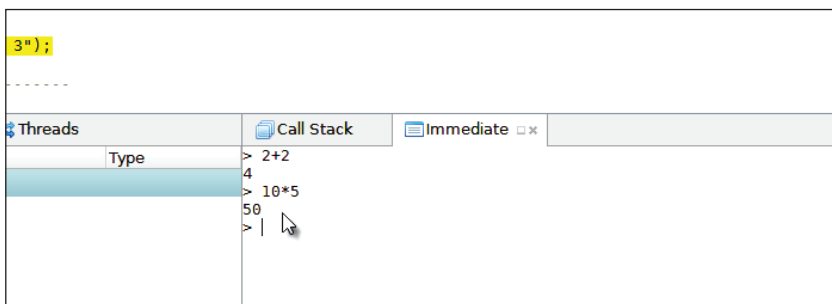 3");
-------
Threads
Call Stack
Immediate
Type
> 2+2
4
> 10*5
50
>